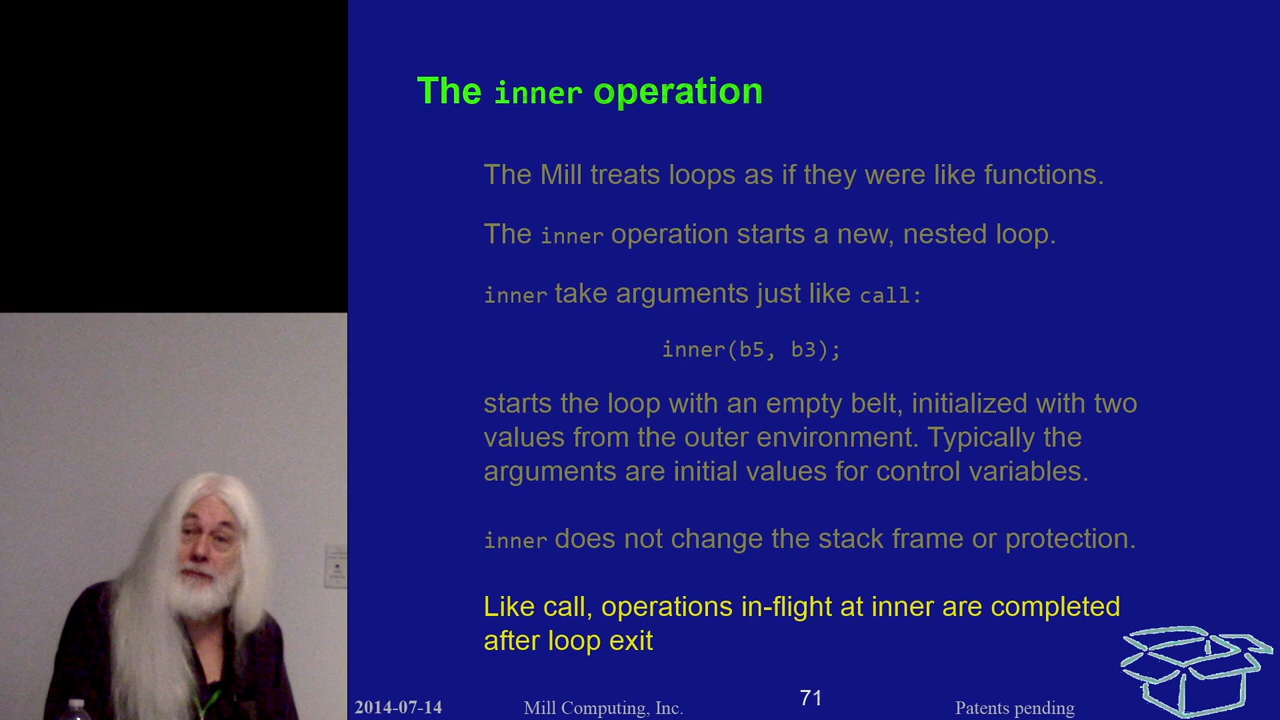 The inner operation
The Mill treats loops as if they were like functions.
The inner operation starts a new, nested loop.
inner take arguments just like call:
inner(b5, b3);
starts the loop with an empty belt, initialized with two
values from the outer environment. Typically the
arguments are initial values for control variables.
inner does not change the stack frame or protection.
Like call, operations in-flight at inner are completed
after loop exit
2014-07-14
Mill Computing, Inc.
71
Patents pending